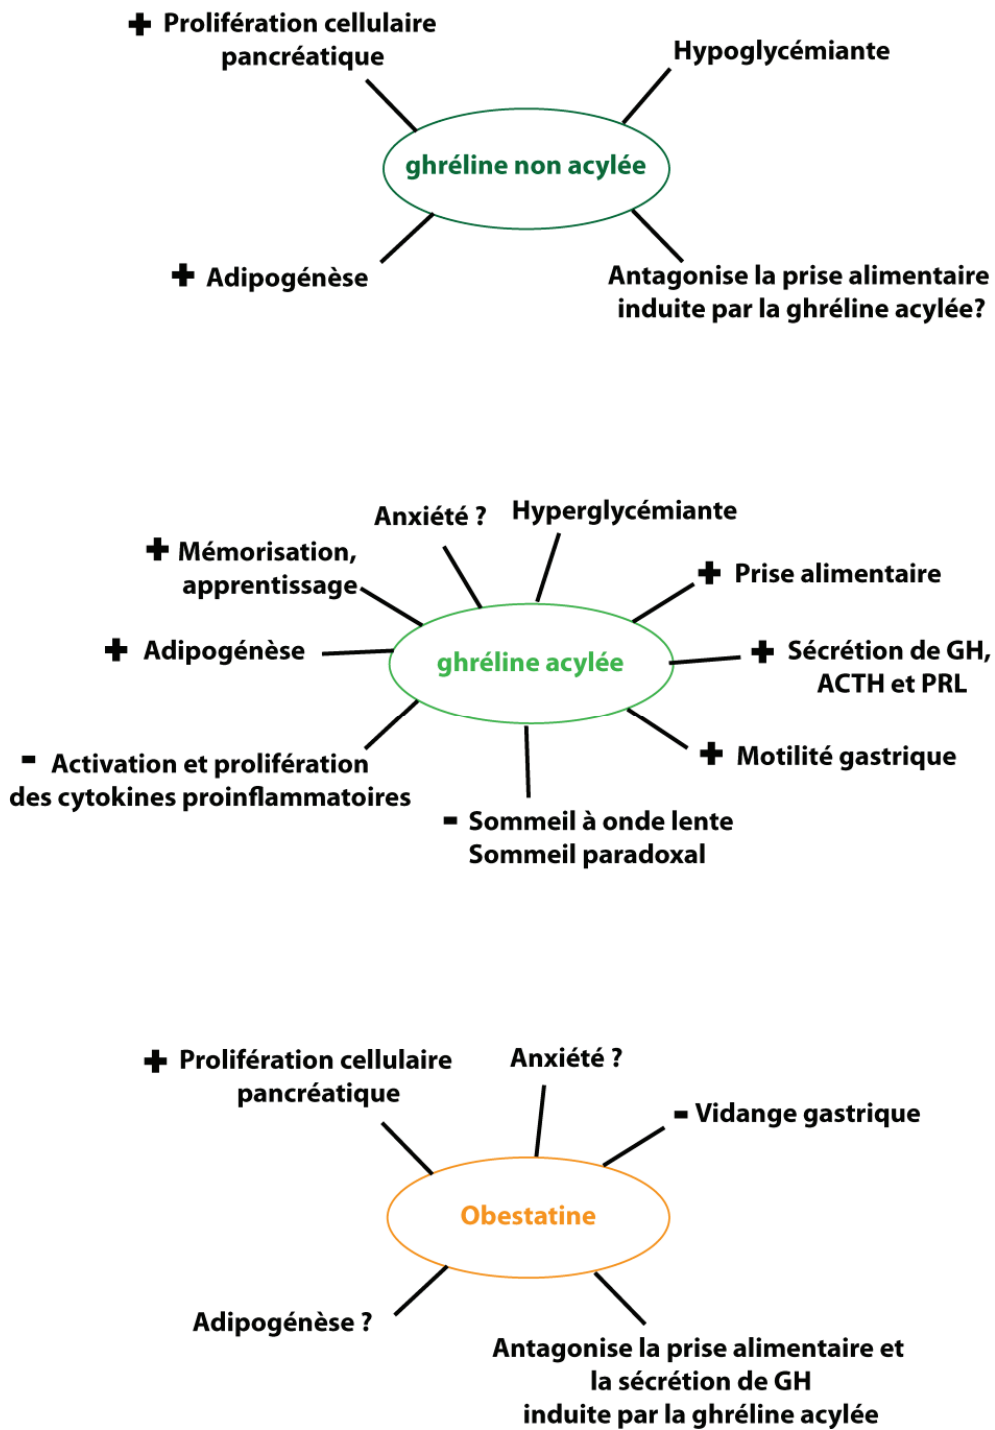 + Prolifération cellulaire
pancréatique
Hypoglycémiante
ghréline non acylée
+ Adipogénèse
Antagonise la prise alimentaire
induite par la ghréline acylée?
Anxiété ?
Hyperglycémiante
+ Mémorisation,
apprentissage
+ Prise alimentaire
+ Adipogénèse
ghréline acylée
+ Sécrétion de GH,
ACTH et PRL
- Activation et prolifération
des cytokines proinflammatoires
+ Motilité gastrique
- Sommeil à onde lente
Sommeil paradoxal
+ Prolifération cellulaire
pancréatique
Anxiété ?
- Vidange gastrique
Obestatine
Adipogénèse ?
Antagonise la prise alimentaire et
la sécrétion de GH
induite par la ghréline acylée